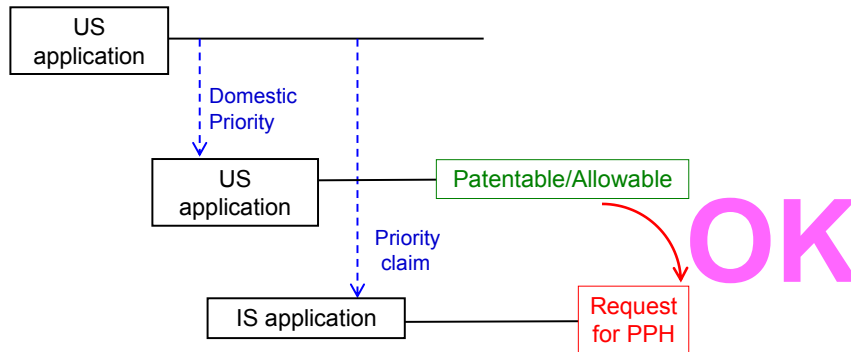 US
application
Domestic
Priority
US
application
Patentable/Allowable
OK
Priority
claim
IS application
Request
for PPH